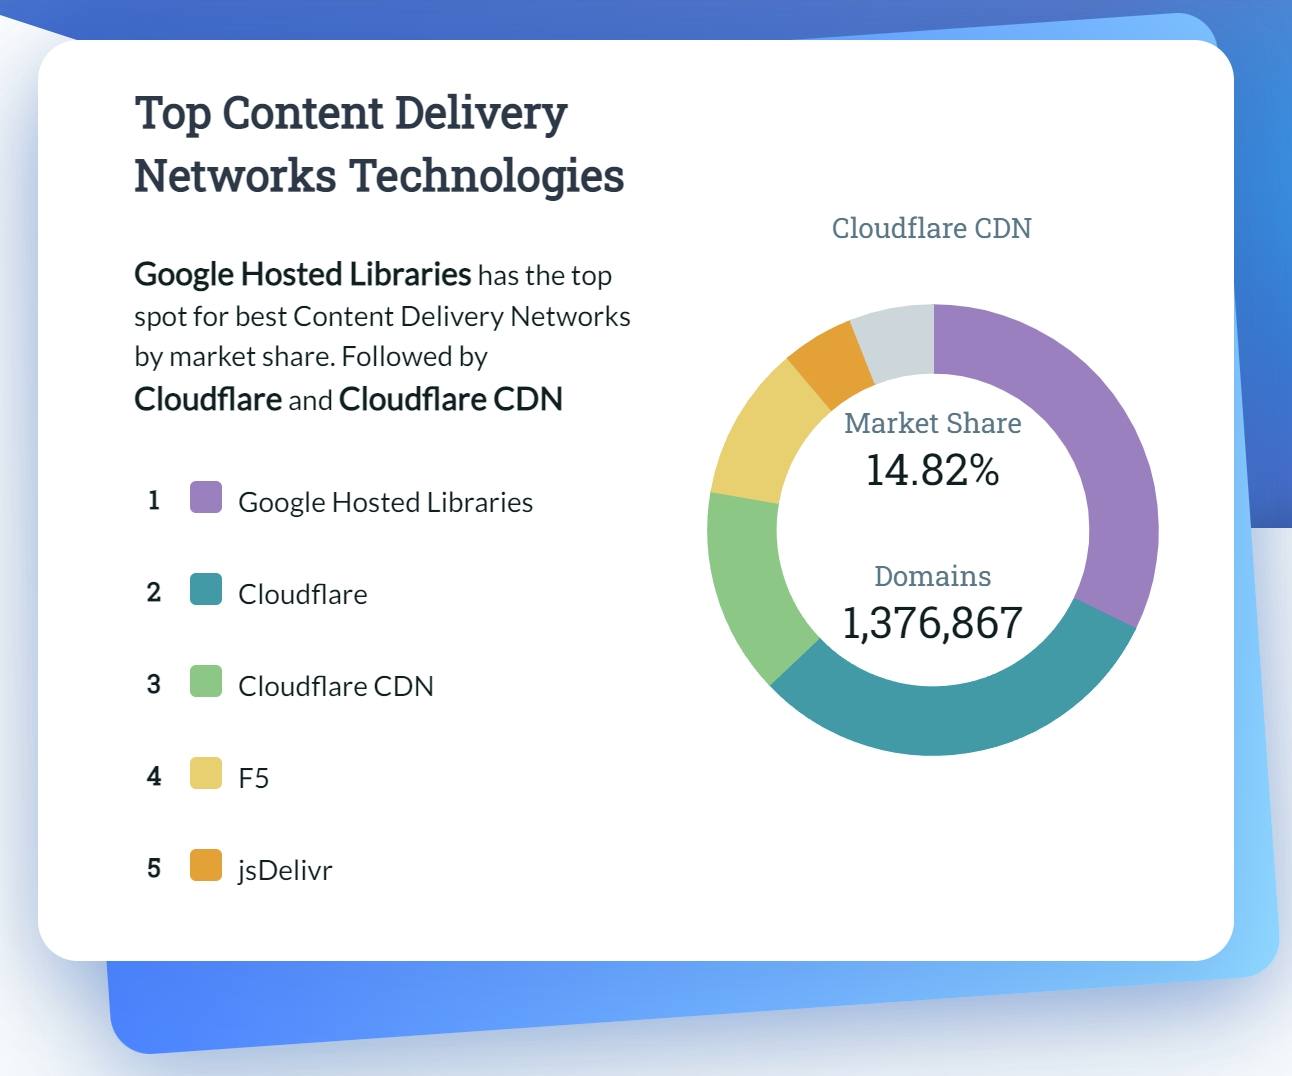 Top Content Delivery
Networks Technologies
Google Hosted Libraries has the top
spot for best Content Delivery Networks
by market share. Followed by
Cloudflare and Cloudflare CDN
1 Google Hosted Libraries
2 Cloudflare
3 Cloudflare CDN
4 F5
5 jsDelivr
Cloudflare CDN
Market Share
14.82%
Domains
1,376,867